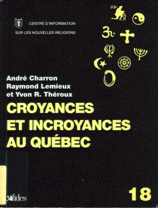 CENTRE D'INFORMATION
SUR LES NOUVELLES RELIGIONS
André Charron
Raymond Lemieux
et Yvon R. Théroux
CROYANCES
ET INCROYANCES
AU QUÉBEC
fides
18